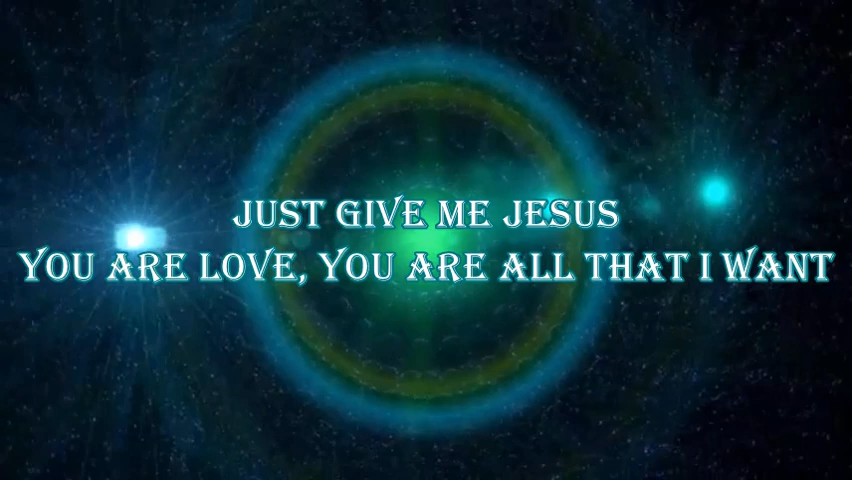 JUST GIVE ME JESUS
YOU ARE LOVE, YOU ARE ALL THAT I WANT